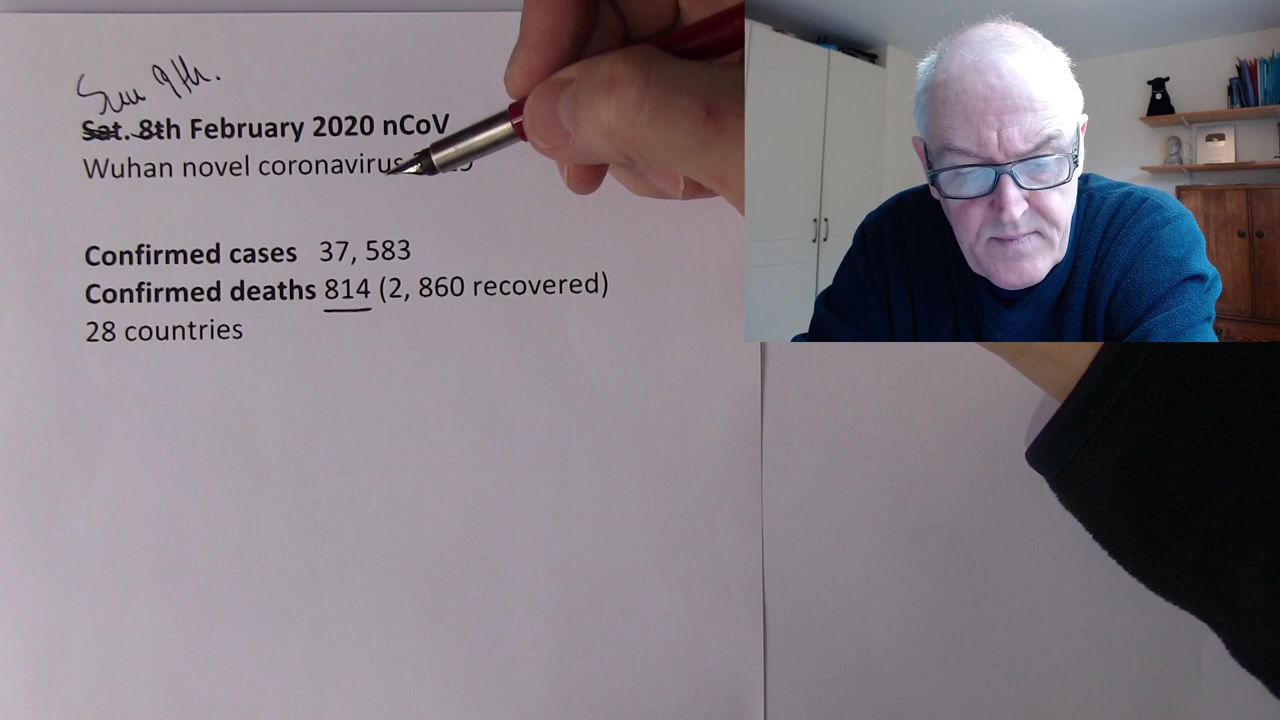 Sun 9th.
Sat. 8th February 2020 nCoV
Wuhan novel coronavirus
Confirmed cases 37, 583
Confirmed deaths 814 (2, 860 recovered)
28 countries